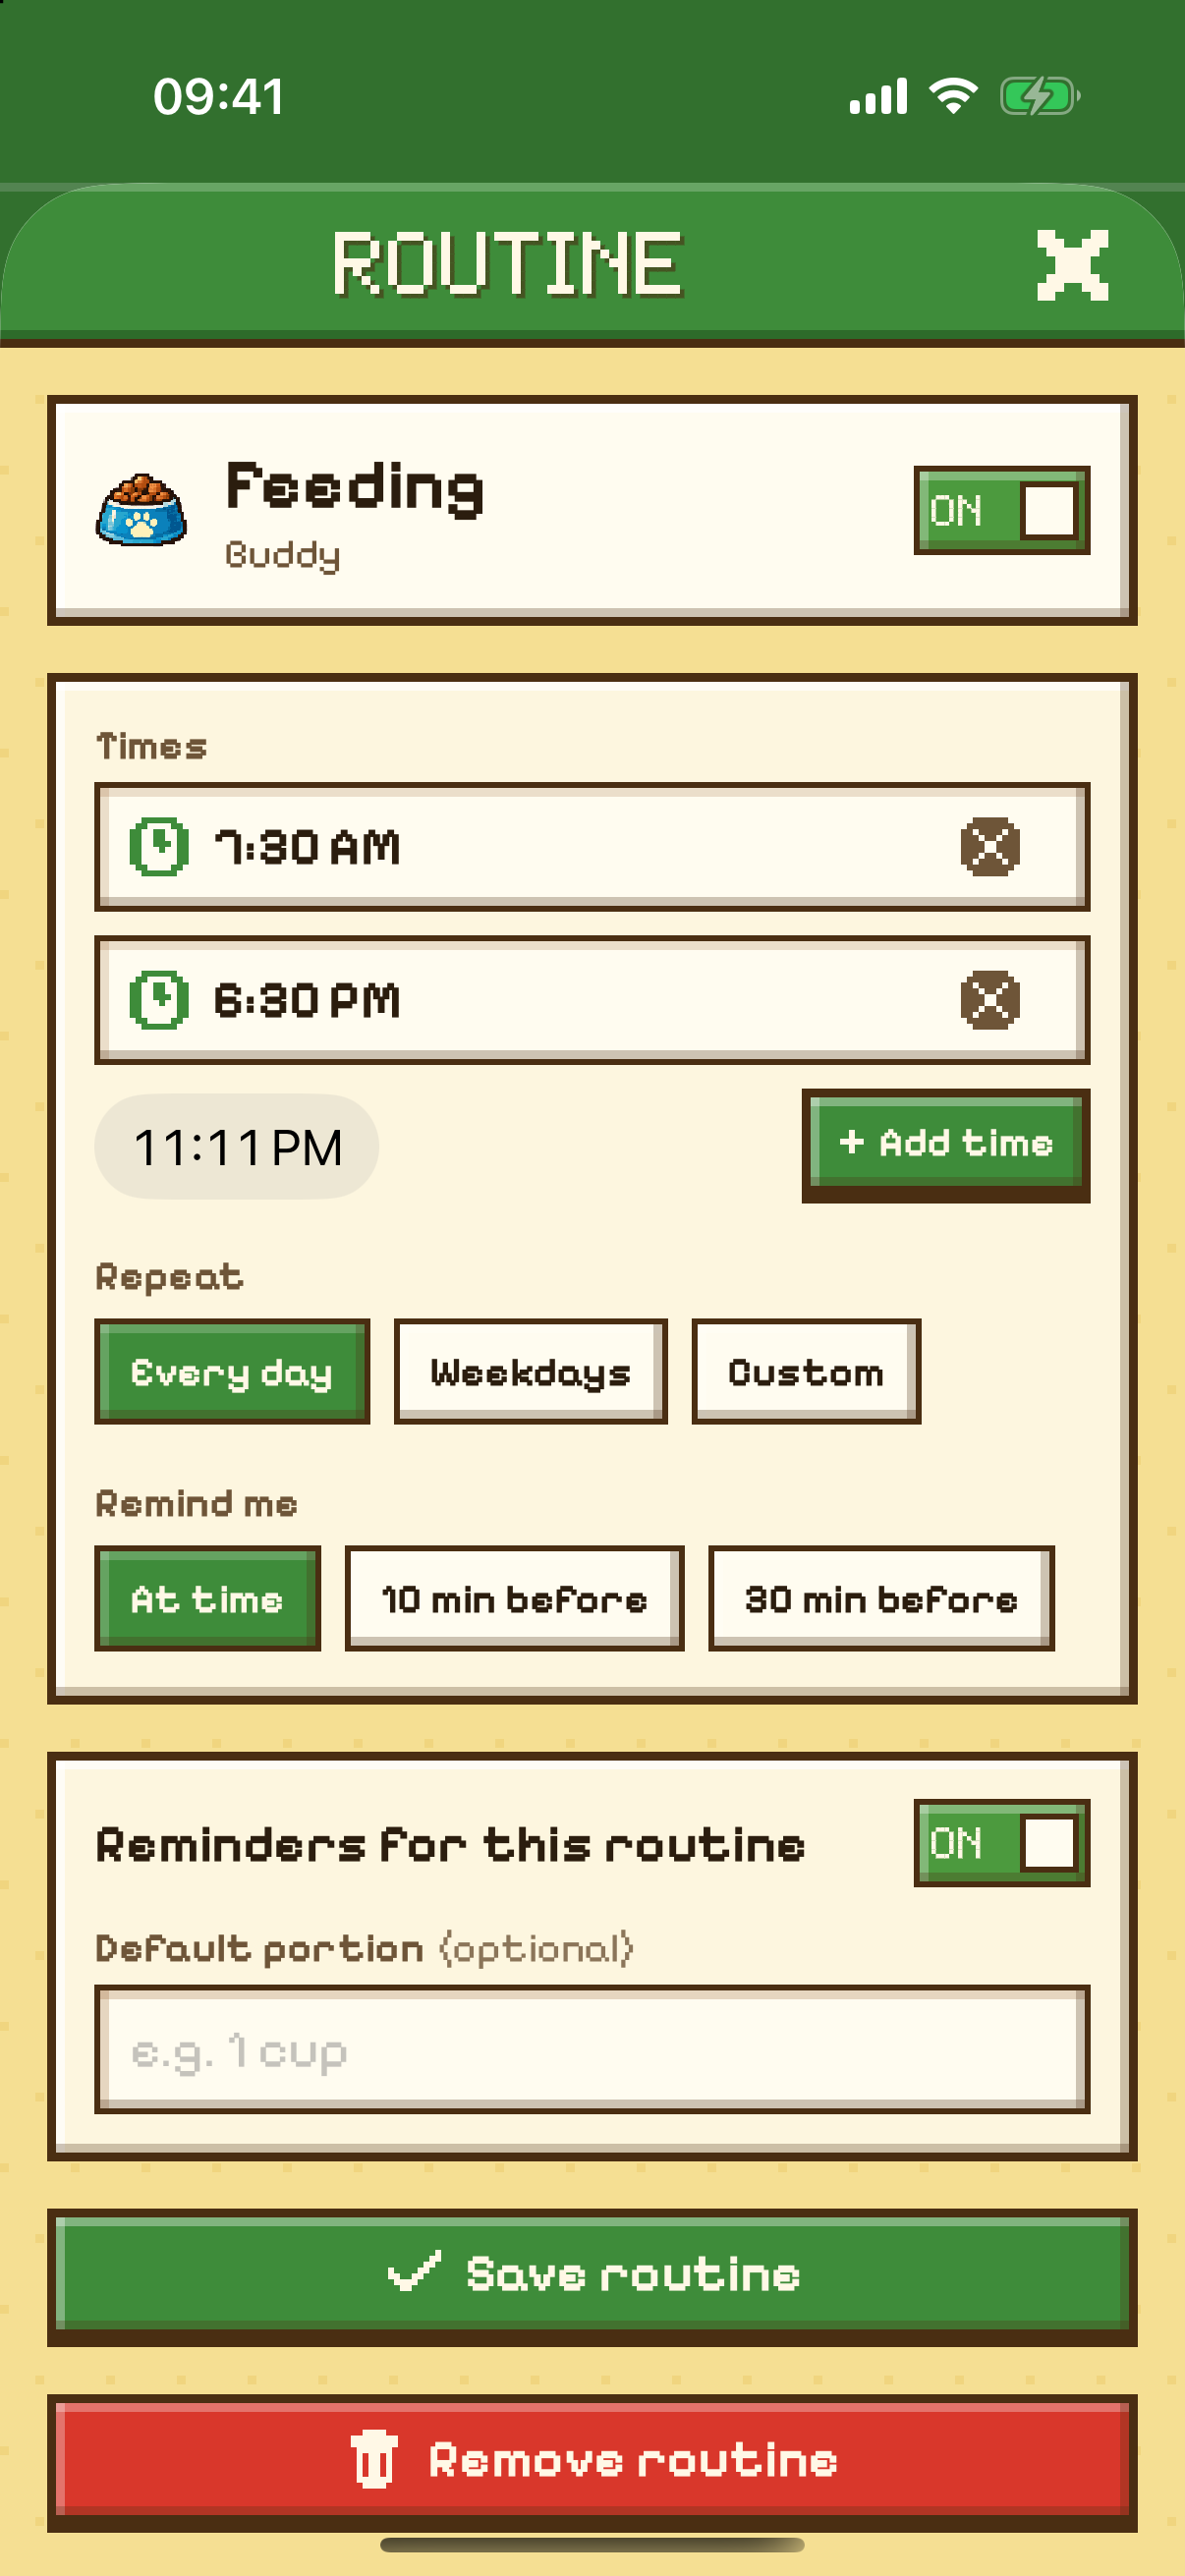 09:41
ROUTINE
Feeding
Buddy
ON
Times
7:30 AM
6:30 PM
11:11 PM
+ Add time
Repeat
Every day
Weekdays
Custom
Remind me
At time
10 min before
30 min before
Reminders for this routine
ON
Default portion (optional)
e.g. 1 cup
Save routine
Remove routine